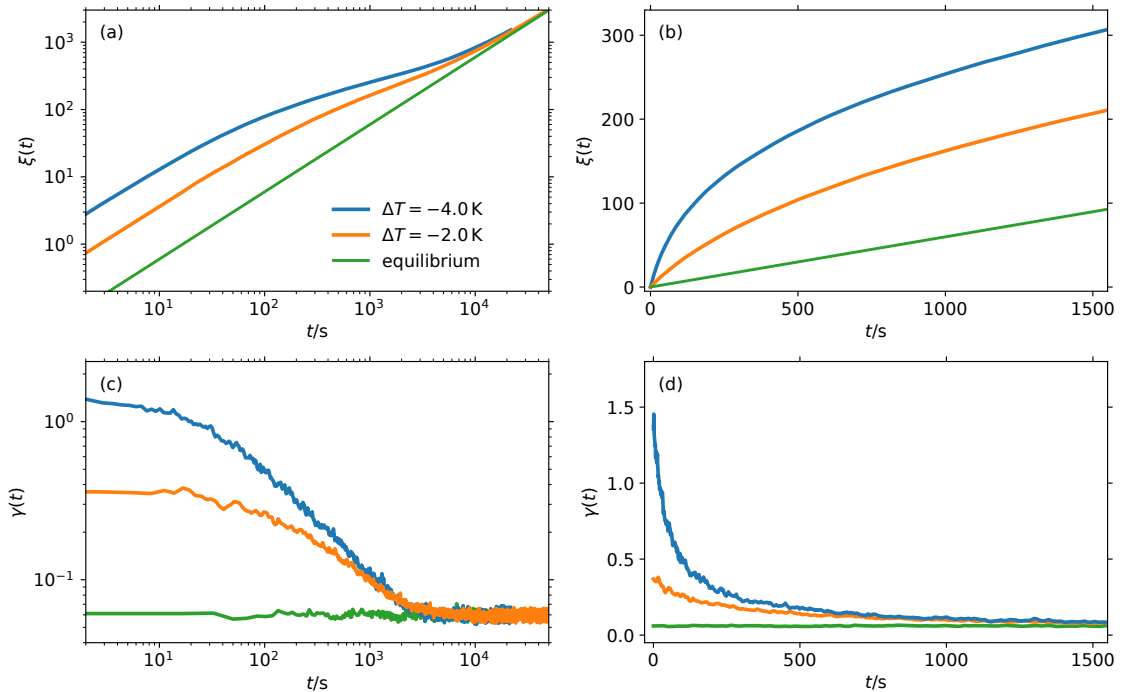 (a)
10³
10²
10¹
10⁰
ξ(t)
10¹
10²
10³
10⁴
t/s
ΔT = −4.0 K
ΔT = −2.0 K
equilibrium
(b)
300
200
100
0
ξ(t)
0
500
1000
1500
t/s
(c)
10⁰
10⁻¹
γ(t)
10¹
10²
10³
10⁴
t/s
(d)
1.5
1.0
0.5
0.0
γ(t)
0
500
1000
1500
t/s